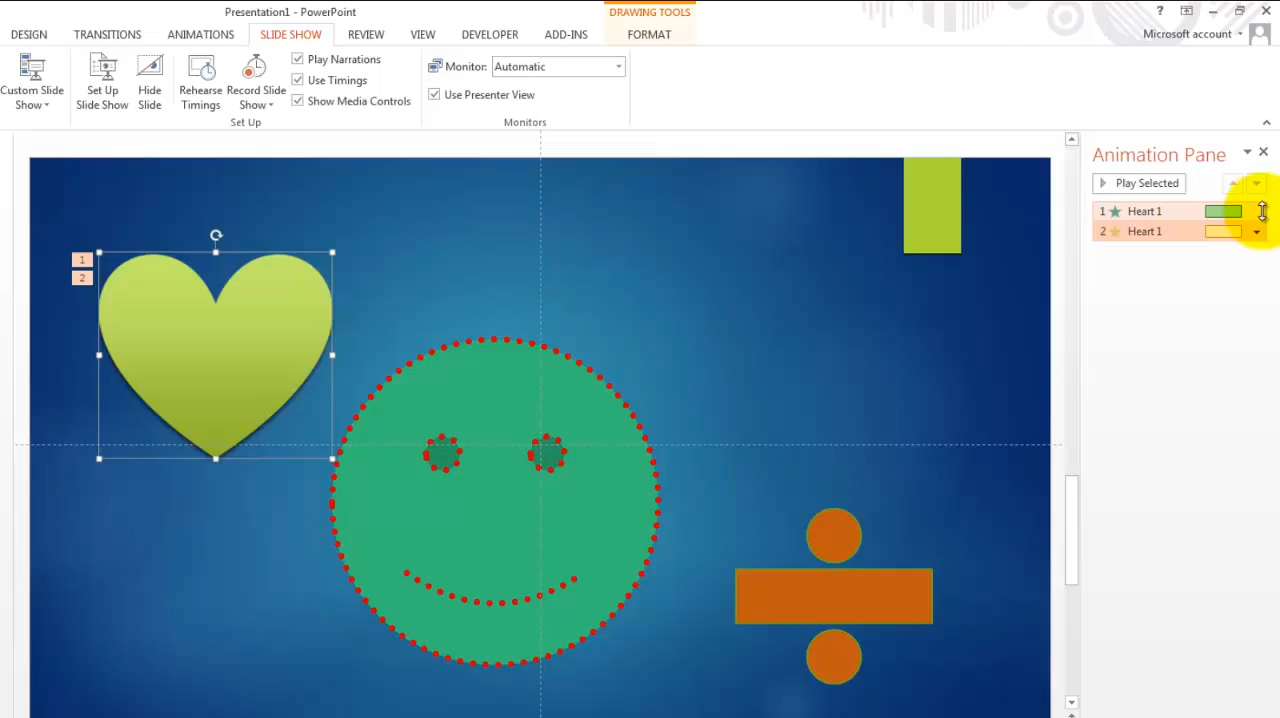 Presentation1 - PowerPoint
DRAWING TOOLS
?
DESIGN TRANSITIONS ANIMATIONS SLIDE SHOW REVIEW VIEW DEVELOPER ADD-INS FORMAT
Microsoft account
Custom Slide Show
Set Up Slide Show
Hide Slide
Rehearse Timings
Record Slide Show
Play Narrations
Use Timings
Show Media Controls
Set Up
Monitor: Automatic
Use Presenter View
Monitors
Animation Pane
Play Selected
1 Heart 1
2 Heart 1
1
2